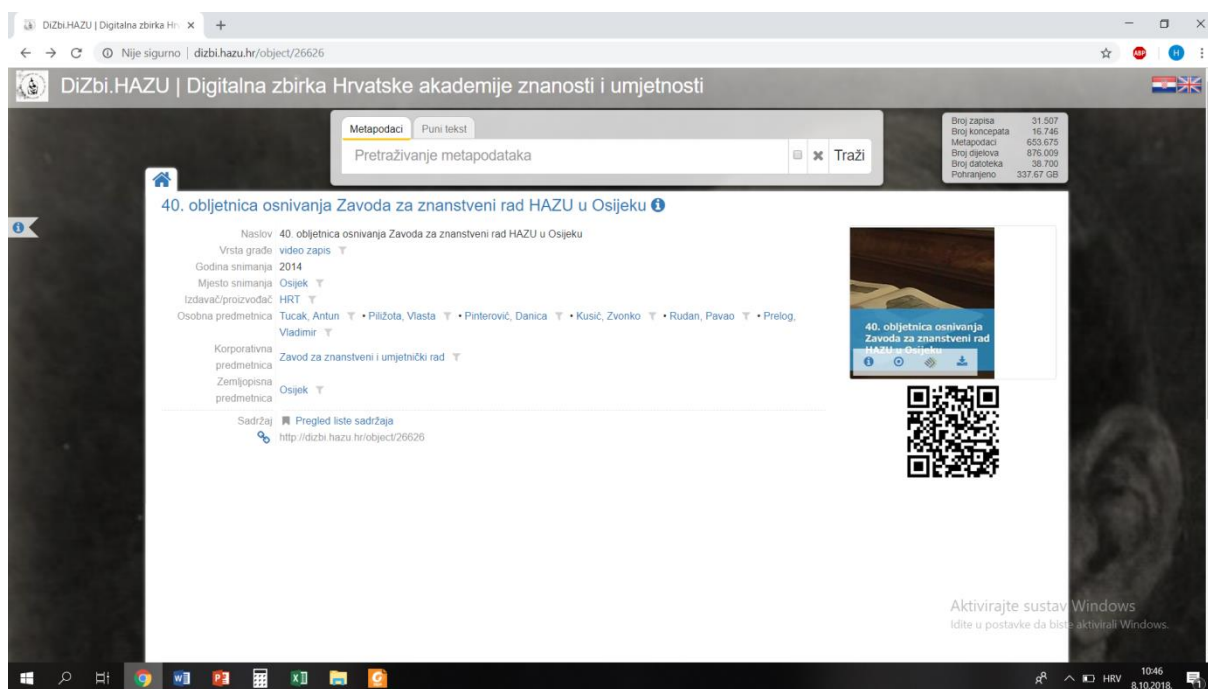 DiZbi.HAZU | Digitalna zbirka Hrv
Nije sigurno | dizbi.hazu.hr/object/26626
ABP
H
DiZbi.HAZU | Digitalna zbirka Hrvatske akademije znanosti i umjetnosti
Metapodaci Puni tekst
Pretraživanje metapodataka Traži
Broj zapisa 31.507
Broj koncepata 16.746
Metapodaci 653.675
Broj dijelova 876.009
Broj datoteka 38.700
Pohranjeno 337.67 GB
40. obljetnica osnivanja Zavoda za znanstveni rad HAZU u Osijeku
Naslov 40. obljetnica osnivanja Zavoda za znanstveni rad HAZU u Osijeku
Vrsta građe video zapis
Godina snimanja 2014
Mjesto snimanja Osijek
Izdavač/proizvođač HRT
Osobna predmetnica Tucak, Antun • Piližota, Vlasta • Pinterović, Danica • Kusić, Zvonko • Rudan, Pavao • Prelog,
Vladimir
Korporativna
predmetnica Zavod za znanstveni i umjetnički rad
Zemljopisna
predmetnica Osijek
Sadržaj Pregled liste sadržaja
http://dizbi.hazu.hr/object/26626
40. obljetnica osnivanja
Zavoda za znanstveni rad
HAZU u Osijeku
Aktivirajte sustav Windows
Idite u postavke da biste aktivirali Windows.
HRV
10:46
8.10.2018.